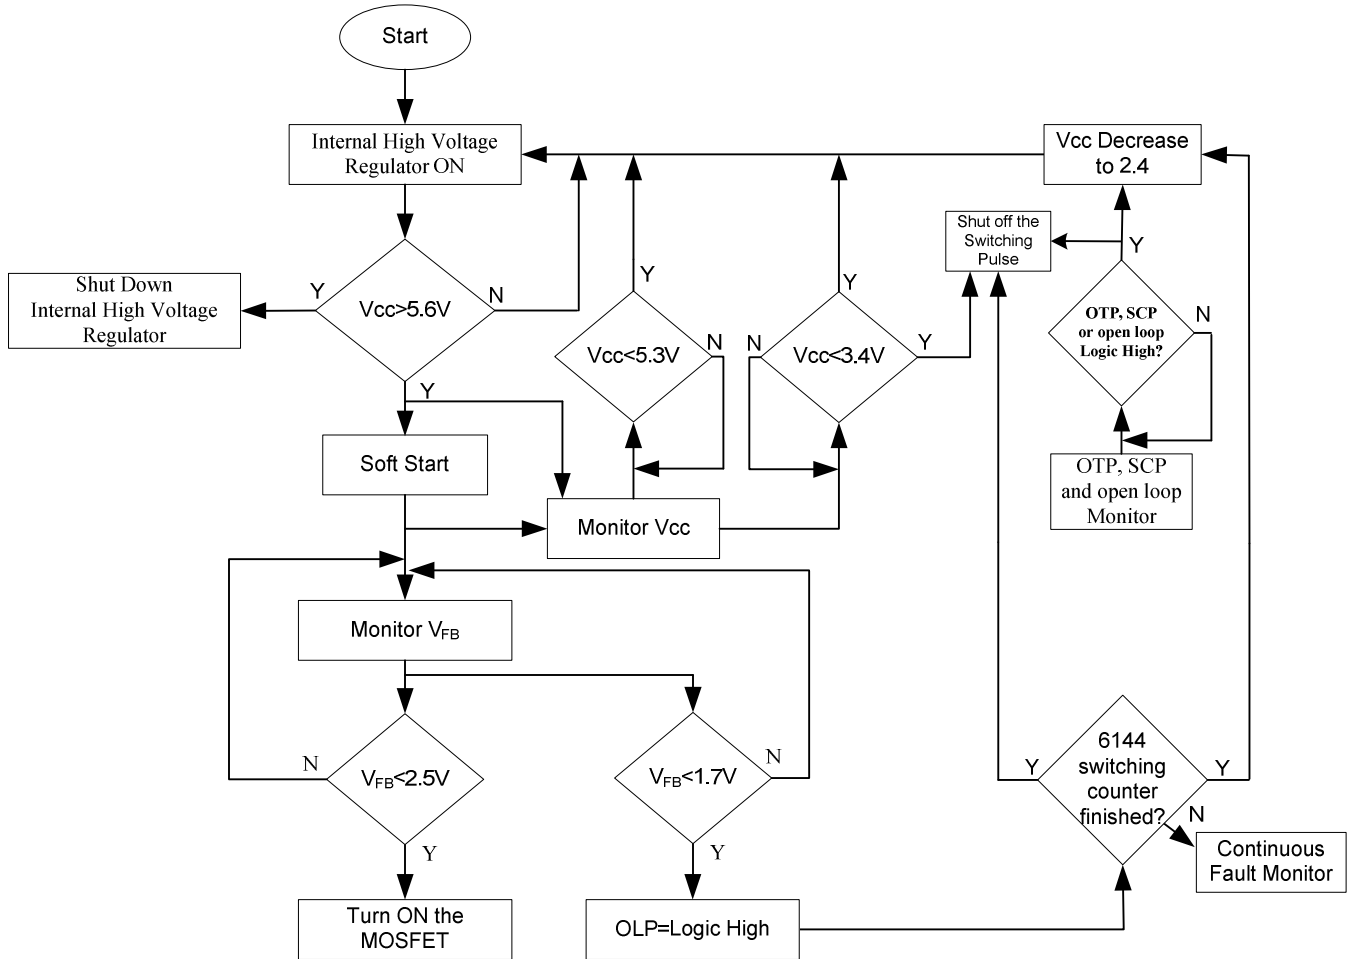 Start
Internal High Voltage
Regulator ON
Vcc Decrease
to 2.4
Shut off the
Switching
Pulse
Y
Y
Y
Shut Down
Internal High Voltage
Regulator
Y
Vcc>5.6V
N
Vcc<5.3V
N
N
Vcc<3.4V
Y
OTP, SCP
or open loop
Logic High?
N
Y
Soft Start
Monitor Vcc
OTP, SCP
and open loop
Monitor
Monitor VFB
N
VFB<2.5V
VFB<1.7V
N
Y
6144
switching
counter
finished?
Y
N
Y
Y
Continuous
Fault Monitor
Turn ON the
MOSFET
OLP=Logic High